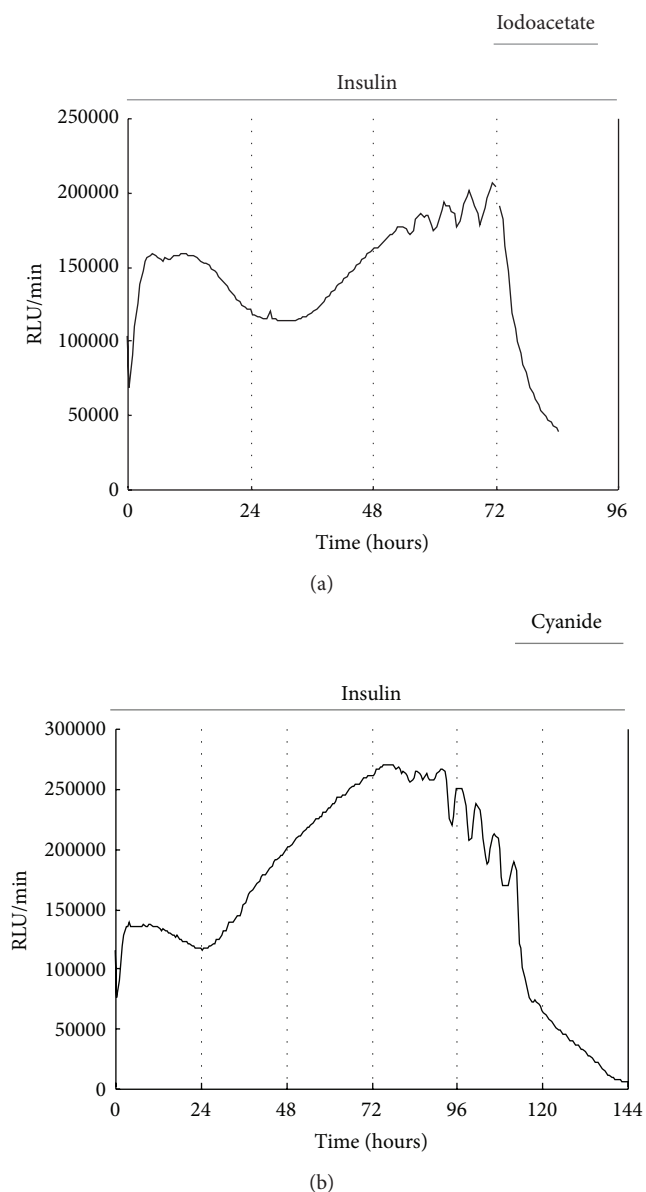 Iodoacetate
Insulin
250000
200000
150000
RLU/min
100000
50000
0
0 24 48 72 96
Time (hours)
(a)
Cyanide
Insulin
300000
250000
200000
RLU/min
150000
100000
50000
0
0 24 48 72 96 120 144
Time (hours)
(b)